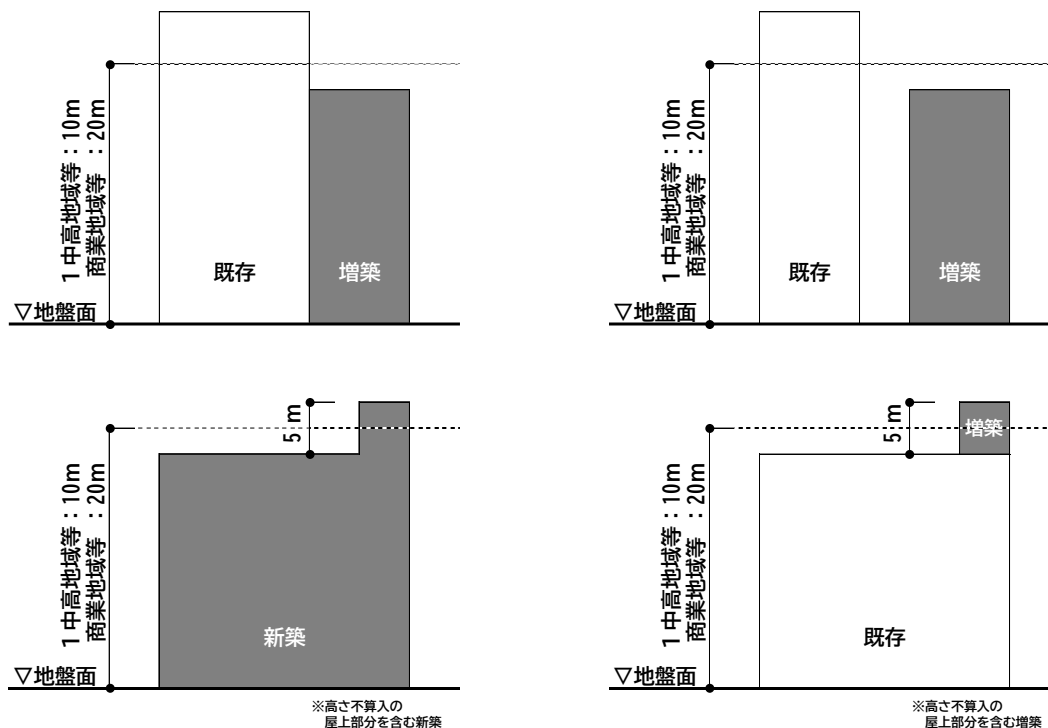 1中高地域等：10m
商業地域等：20m
既存
増築
▽地盤面
1中高地域等：10m
商業地域等：20m
既存
増築
▽地盤面
5 m
1中高地域等：10m
商業地域等：20m
新築
▽地盤面
※高さ不算入の
屋上部分を含む新築
5 m
増築
1中高地域等：10m
商業地域等：20m
既存
▽地盤面
※高さ不算入の
屋上部分を含む増築